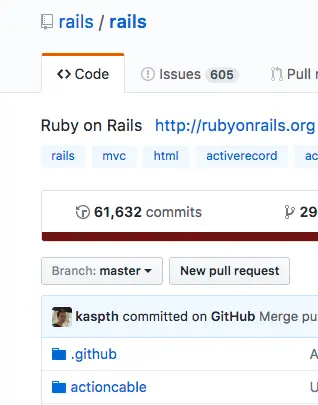 rails / rails
Code Issues 605 Pull r
Ruby on Rails http://rubyonrails.org
rails mvc html activerecord ac
61,632 commits 29
Branch: master New pull request
kaspth committed on GitHub Merge pu
.github A
actioncable U